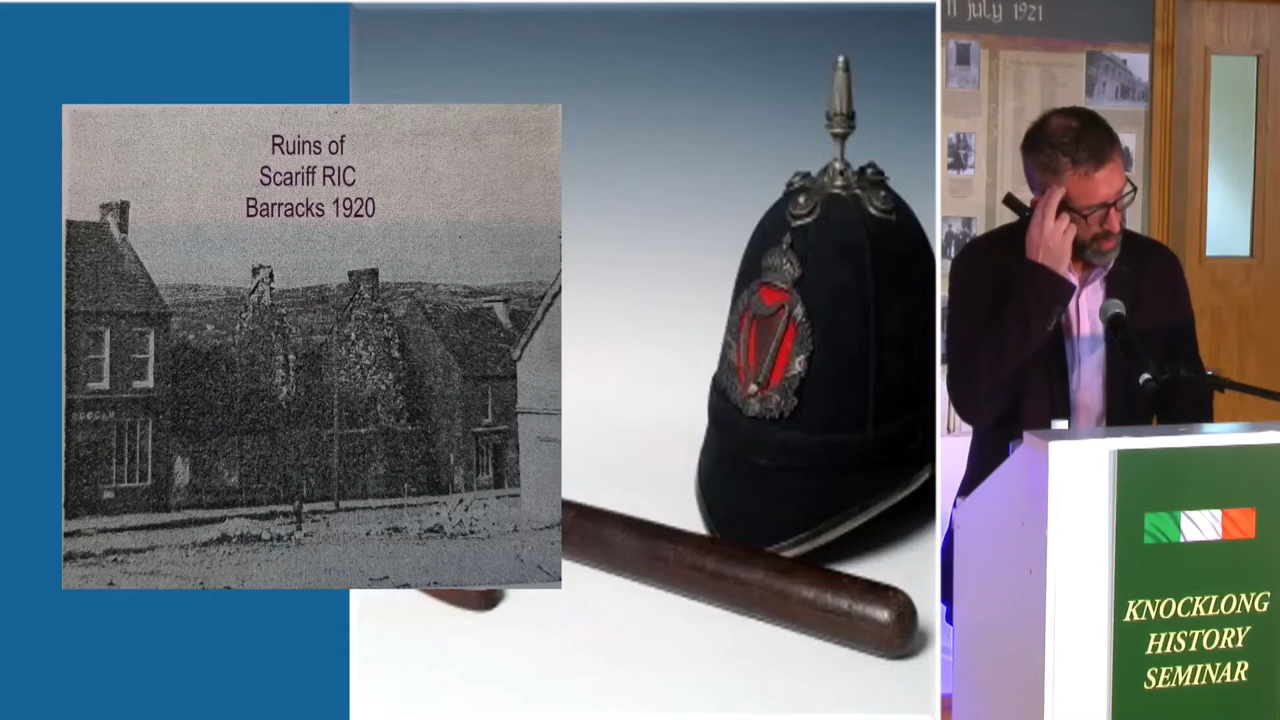 Ruins of
Scariff RIC
Barracks 1920
11 July 1921
KNOCKLONG
HISTORY
SEMINAR